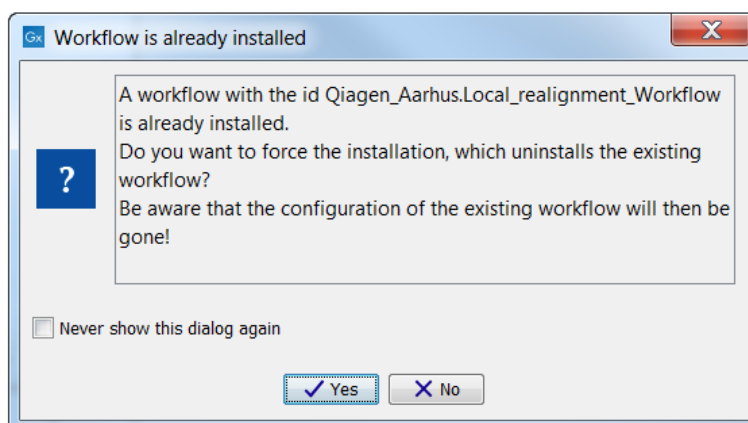 Gx Workflow is already installed
A workflow with the id Qiagen_Aarhus.Local_realignment_Workflow
is already installed.
Do you want to force the installation, which uninstalls the existing
workflow?
Be aware that the configuration of the existing workflow will then be
gone!
?
Never show this dialog again
Yes No